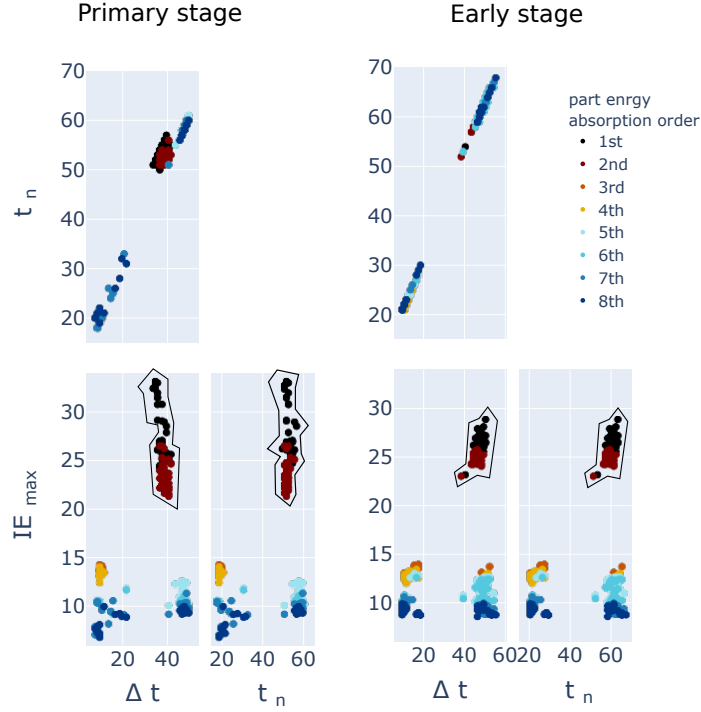 Primary stage
Early stage
70
60
50
40
30
20
t n
70
60
50
40
30
20
part enrgy
absorption order
1st
2nd
3rd
4th
5th
6th
7th
8th
30
25
20
15
10
IE max
20
40
Δ t
20
40
60
t n
30
25
20
15
10
20
40
60
Δ t
20
40
60
t n